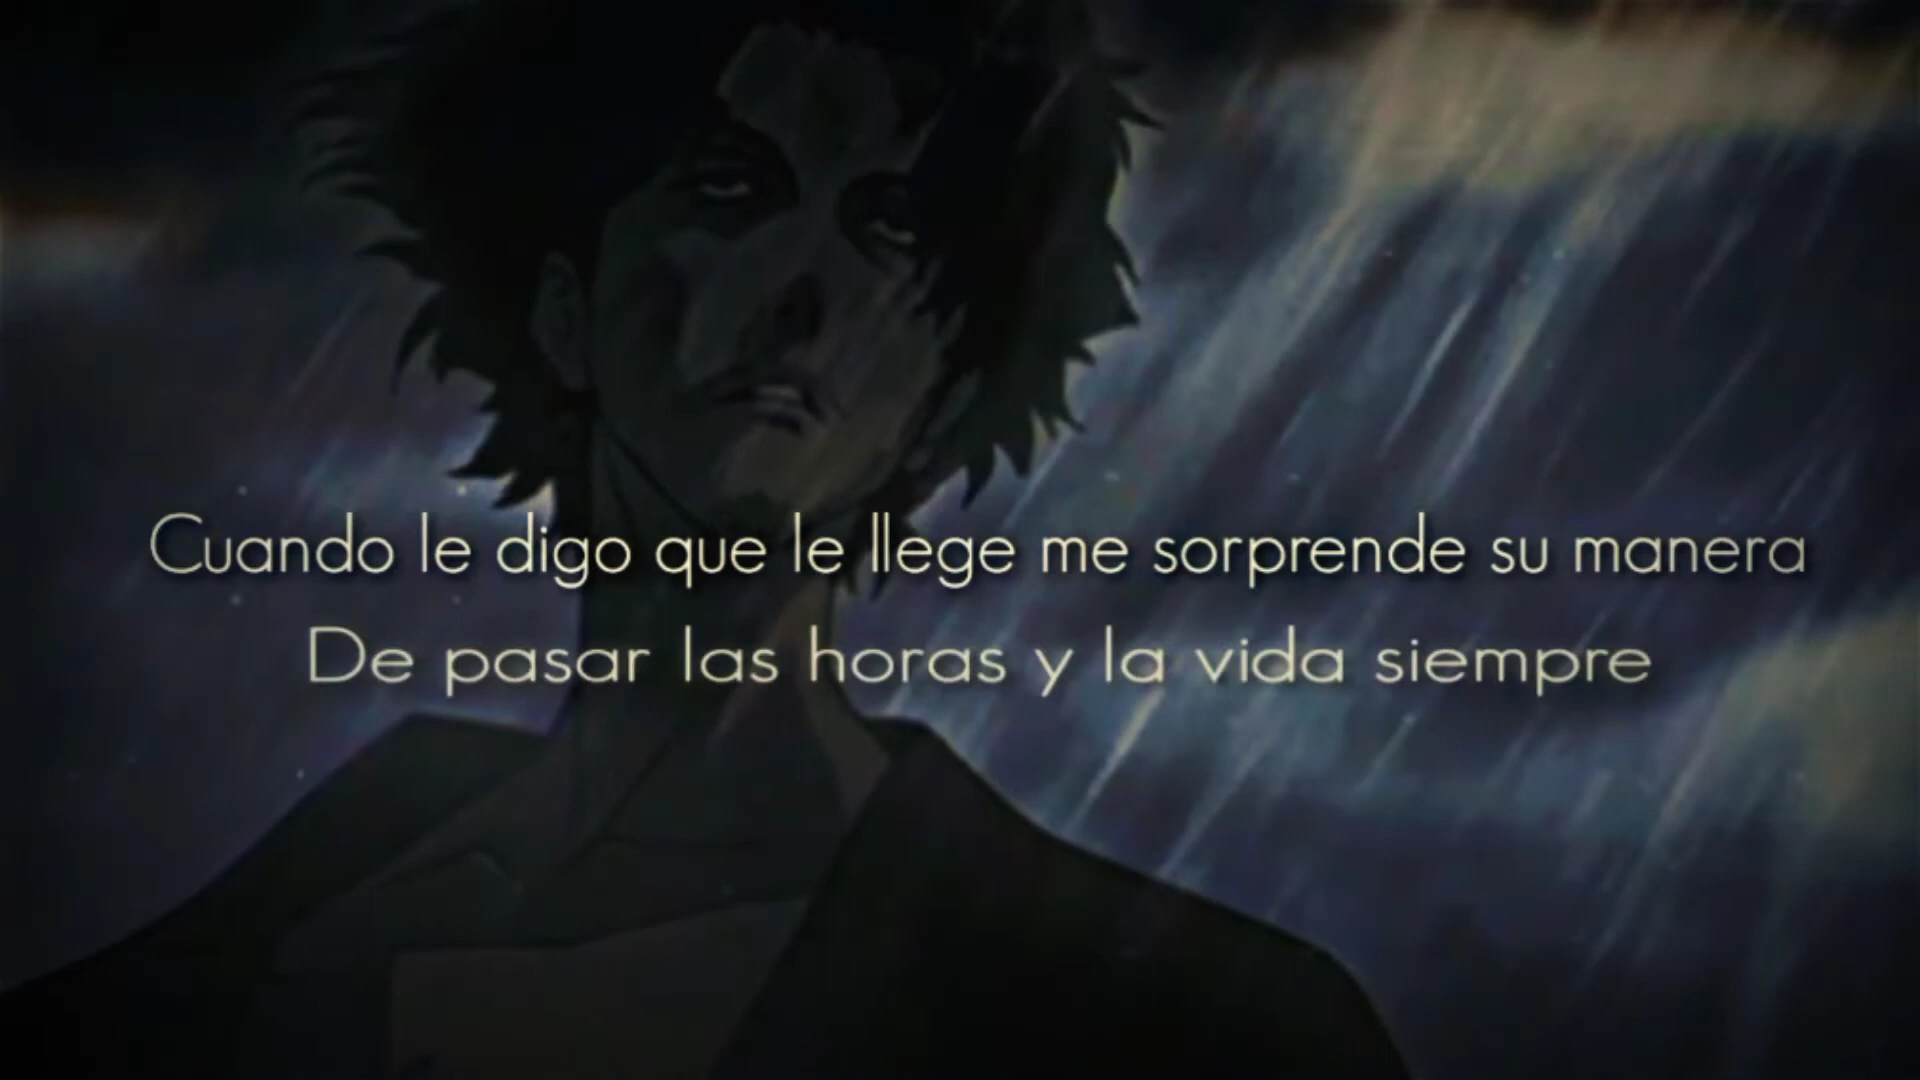 Cuando le digo que le llege me sorprende su manera
De pasar las horas y la vida siempre